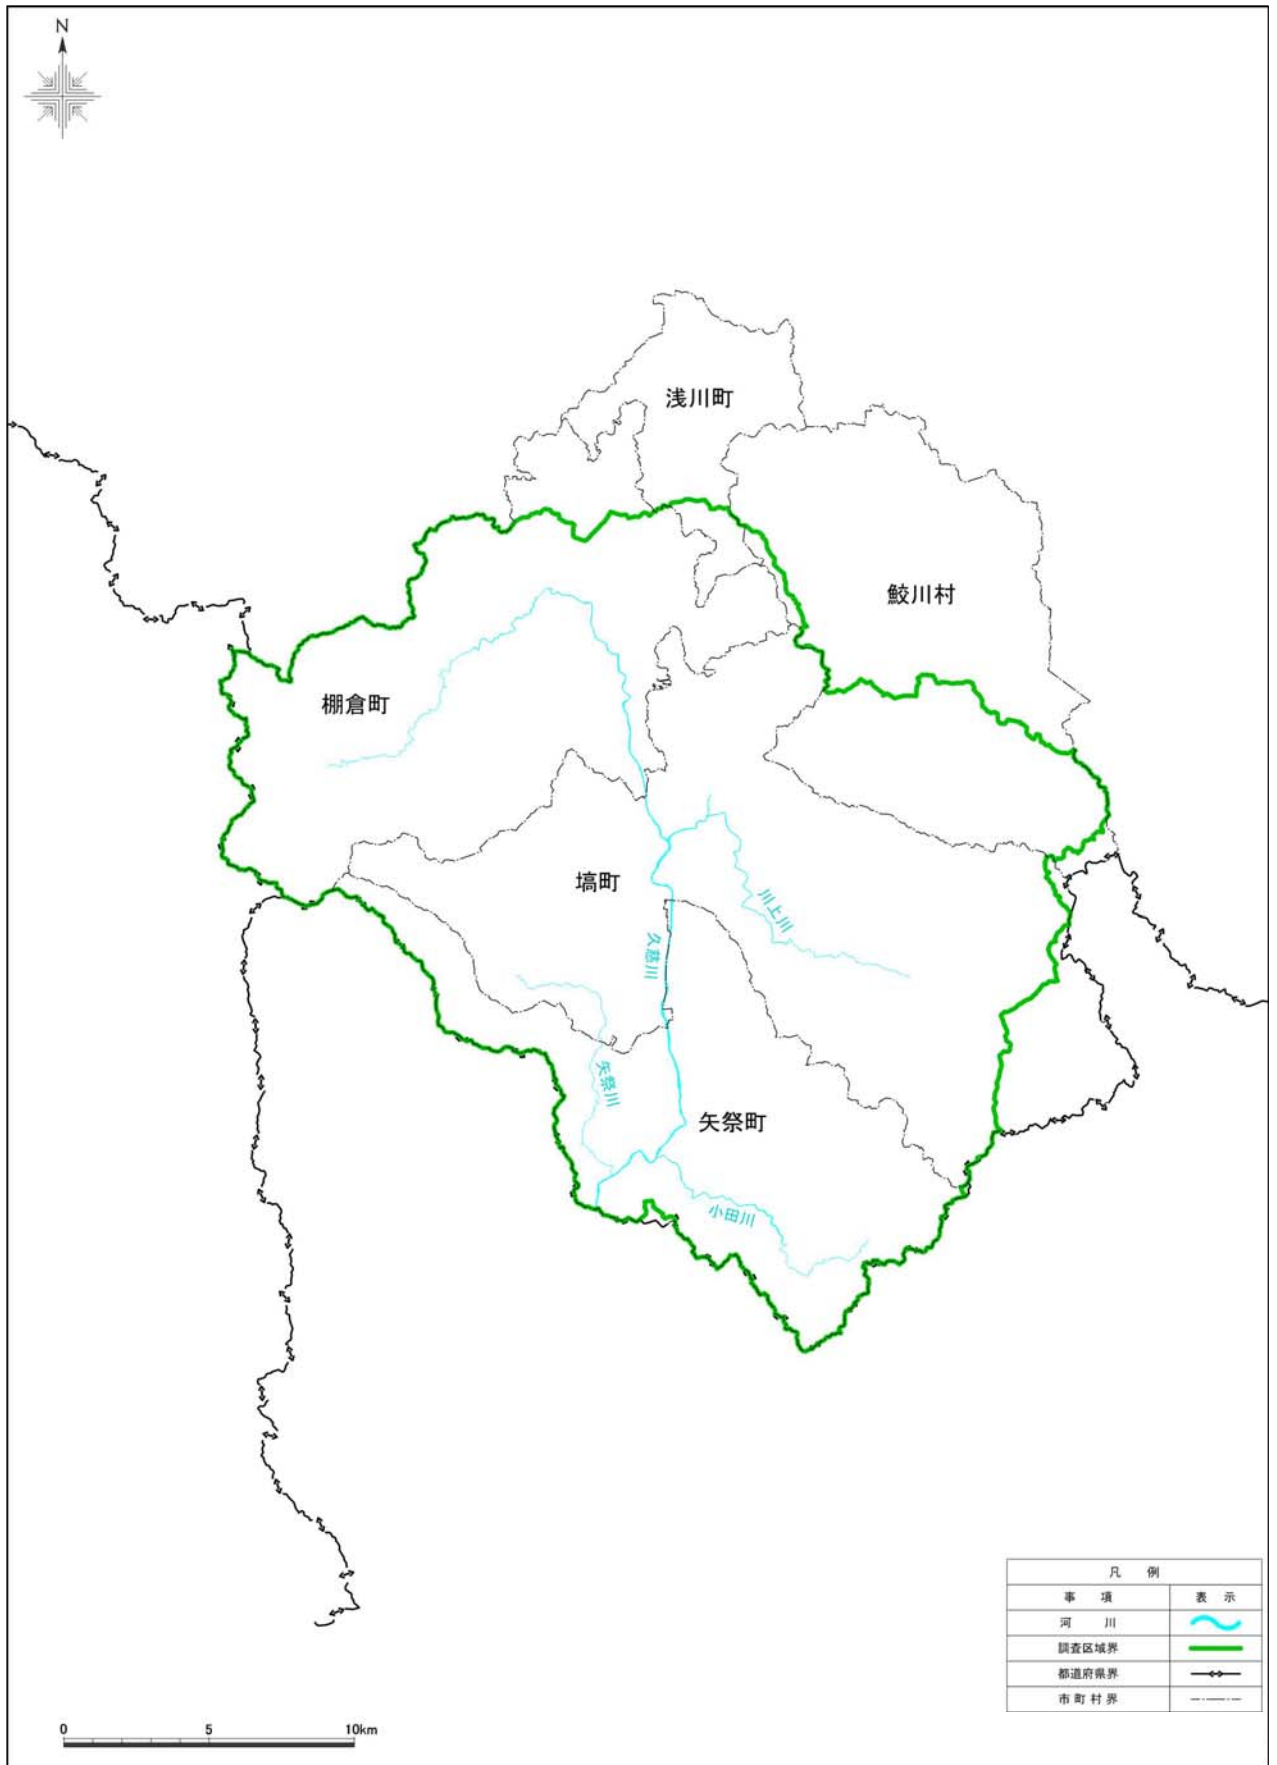 N
浅川町
鮫川村
棚倉町
塙町
川上川
久慈川
矢祭川
矢祭町
小田川
凡 例
事 項 表 示
河 川
調査区域界
都道府県界
市町村界
0 5 10km